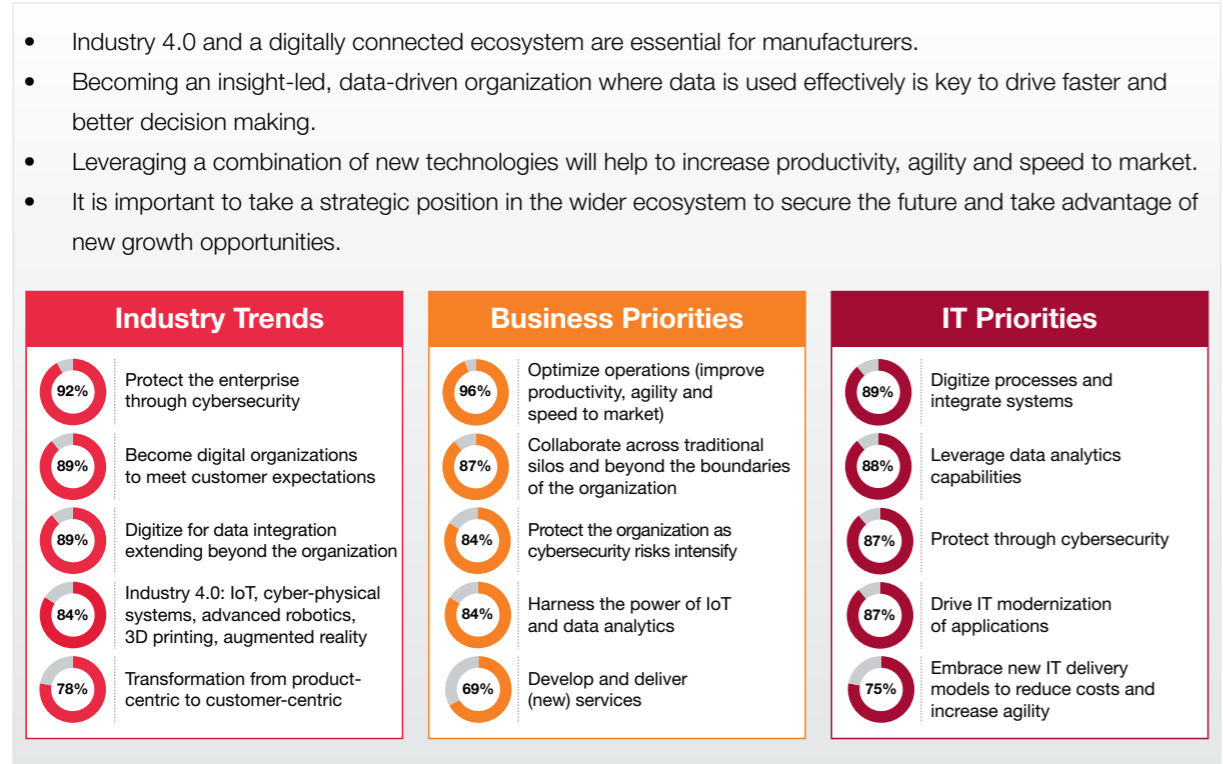 • Industry 4.0 and a digitally connected ecosystem are essential for manufacturers.
• Becoming an insight-led, data-driven organization where data is used effectively is key to drive faster and
better decision making.
• Leveraging a combination of new technologies will help to increase productivity, agility and speed to market.
• It is important to take a strategic position in the wider ecosystem to secure the future and take advantage of
new growth opportunities.
Industry Trends
92%
Protect the enterprise
through cybersecurity
89%
Become digital organizations
to meet customer expectations
89%
Digitize for data integration
extending beyond the organization
84%
Industry 4.0: IoT, cyber-physical
systems, advanced robotics,
3D printing, augmented reality
78%
Transformation from product-
centric to customer-centric
Business Priorities
96%
Optimize operations (improve
productivity, agility and
speed to market)
87%
Collaborate across traditional
silos and beyond the boundaries
of the organization
84%
Protect the organization as
cybersecurity risks intensify
84%
Harness the power of IoT
and data analytics
69%
Develop and deliver
(new) services
IT Priorities
89%
Digitize processes and
integrate systems
88%
Leverage data analytics
capabilities
87%
Protect through cybersecurity
87%
Drive IT modernization
of applications
75%
Embrace new IT delivery
models to reduce costs and
increase agility